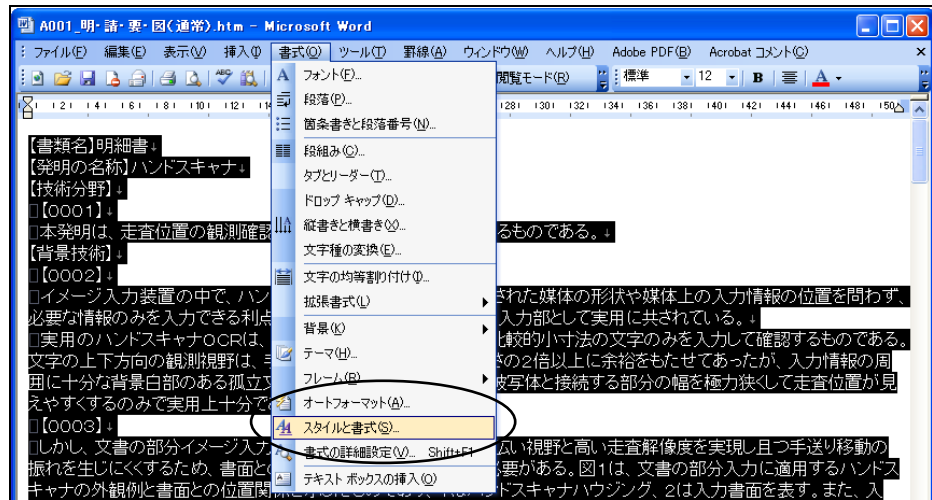 A001_明・請・要・図(通常).htm - Microsoft Word
ファイル(F) 編集(E) 表示(V) 挿入(I) 書式(O) ツール(T) 罫線(A) ウィンドウ(W) ヘルプ(H) Adobe PDF(B) Acrobat コメント(C)
閲覧モード(R) 標準 12 B A
フォント(F)...
段落(P)...
箇条書きと段落番号(N)...
段組み(C)...
タブとリーダー(T)...
ドロップ キャップ(D)...
縦書きと横書き(X)...
文字種の変換(E)...
文字の均等割り付け(I)...
拡張書式(L)
背景(K)
テーマ(H)...
フレーム(R)
オートフォーマット(A)...
スタイルと書式(S)...
書式の詳細設定(V)... Shift+F1
テキスト ボックスの挿入(O)
【書類名】明細書↓
【発明の名称】ハンドスキャナ↓
【技術分野】↓
【0001】↓
本発明は、走査位置の観測確認 るものである。↓
【背景技術】↓
【0002】↓
イメージ入力装置の中で、ハン された媒体の形状や媒体上の入力情報の位置を問わず、
必要な情報のみを入力できる利点 入力部として実用に共されている。↓
実用のハンドスキャナOCRは、 比較的小寸法の文字のみを入力して確認するものである。
文字の上下方向の観測視野は、 さの2倍以上に余裕をもたせてあったが、入力情報の周
囲に十分な背景白部のある孤立文 被写体と接続する部分の幅を極力狭くして走査位置が見
えやすくするのみで実用上十分で
【0003】↓
しかし、文書の部分イメージ入力 広い視野と高い走査解像度を実現し且つ手送り移動の
振れを生じにくくするため、書面と 必要がある。図1は、文書の部分入力に適用するハンドス
キャナの外観例と書面との位置関係 ハンドスキャナハウジング、2は入力書面を表す。また、入